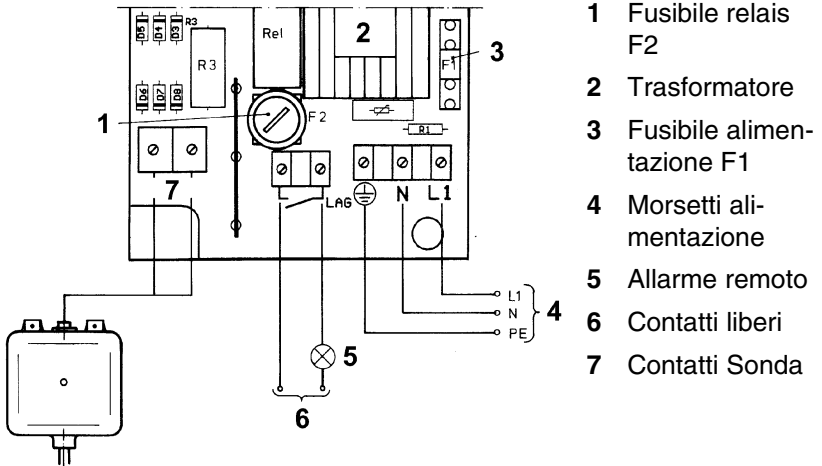 D5
D4
D3
R3
D6
D7
D8
R3
Rel
2
F1
3
1
F2
R1
7
LAG
N
L1
L1
N
PE
4
5
6
1 Fusibile relais
F2
2 Trasformatore
3 Fusibile alimen-
tazione F1
4 Morsetti ali-
mentazione
5 Allarme remoto
6 Contatti liberi
7 Contatti Sonda